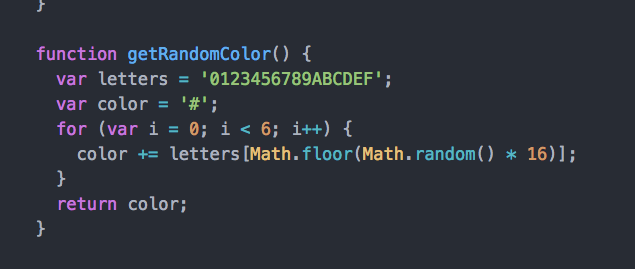 }
function getRandomColor() {
  var letters = '0123456789ABCDEF';
  var color = '#';
  for (var i = 0; i < 6; i++) {
    color += letters[Math.floor(Math.random() * 16)];
  }
  return color;
}